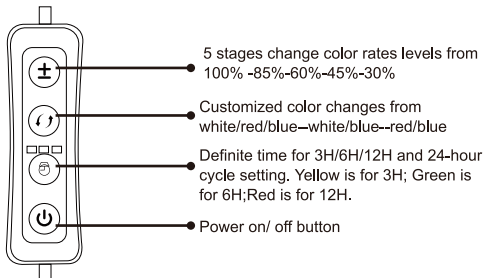 5 stages change color rates levels from
100% -85%-60%-45%-30%
Customized color changes from
white/red/blue--white/blue--red/blue
Definite time for 3H/6H/12H and 24-hour
cycle setting. Yellow is for 3H; Green is
for 6H;Red is for 12H.
Power on/ off button